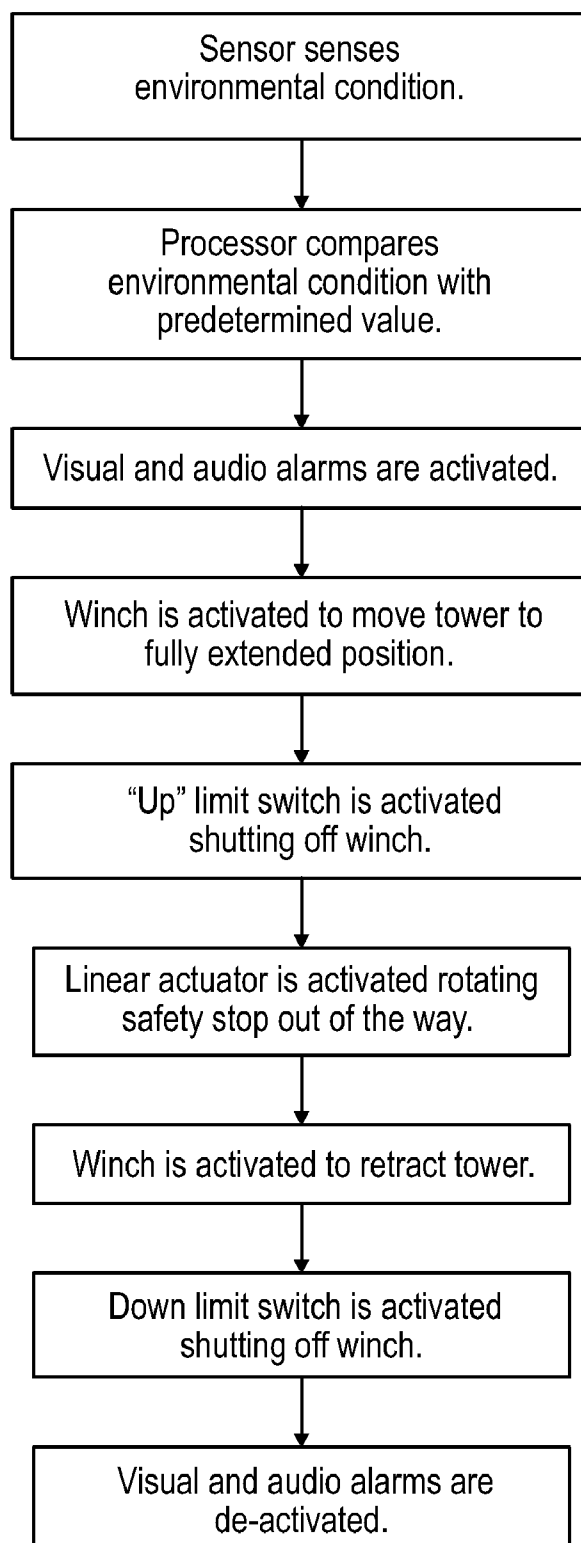 Sensor senses
environmental condition.
Processor compares
environmental condition with
predetermined value.
Visual and audio alarms are activated.
Winch is activated to move tower to
fully extended position.
“Up” limit switch is activated
shutting off winch.
Linear actuator is activated rotating
safety stop out of the way.
Winch is activated to retract tower.
Down limit switch is activated
shutting off winch.
Visual and audio alarms are
de-activated.